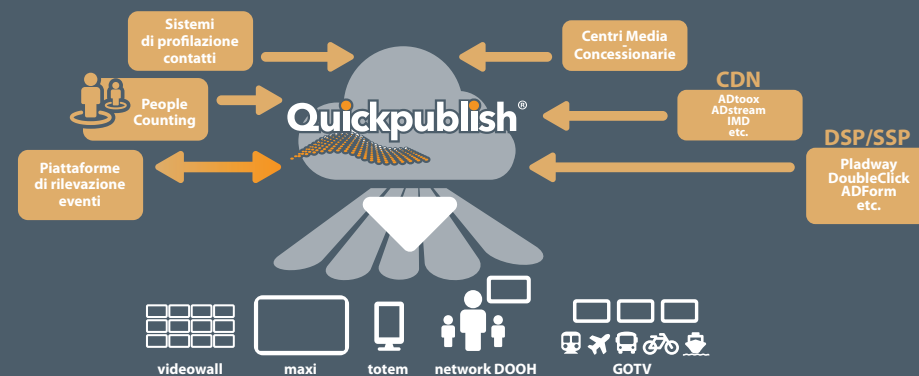 Sistemi
di profilazione
contatti
People
Counting
Piattaforme
di rilevazione
eventi
Quickpublish®
Centri Media
-
Concessionarie
CDN
ADtoox
ADstream
IMD
etc.
DSP/SSP
Pladway
DoubleClick
ADForm
etc.
videowall
maxi
totem
network DOOH
GOTV